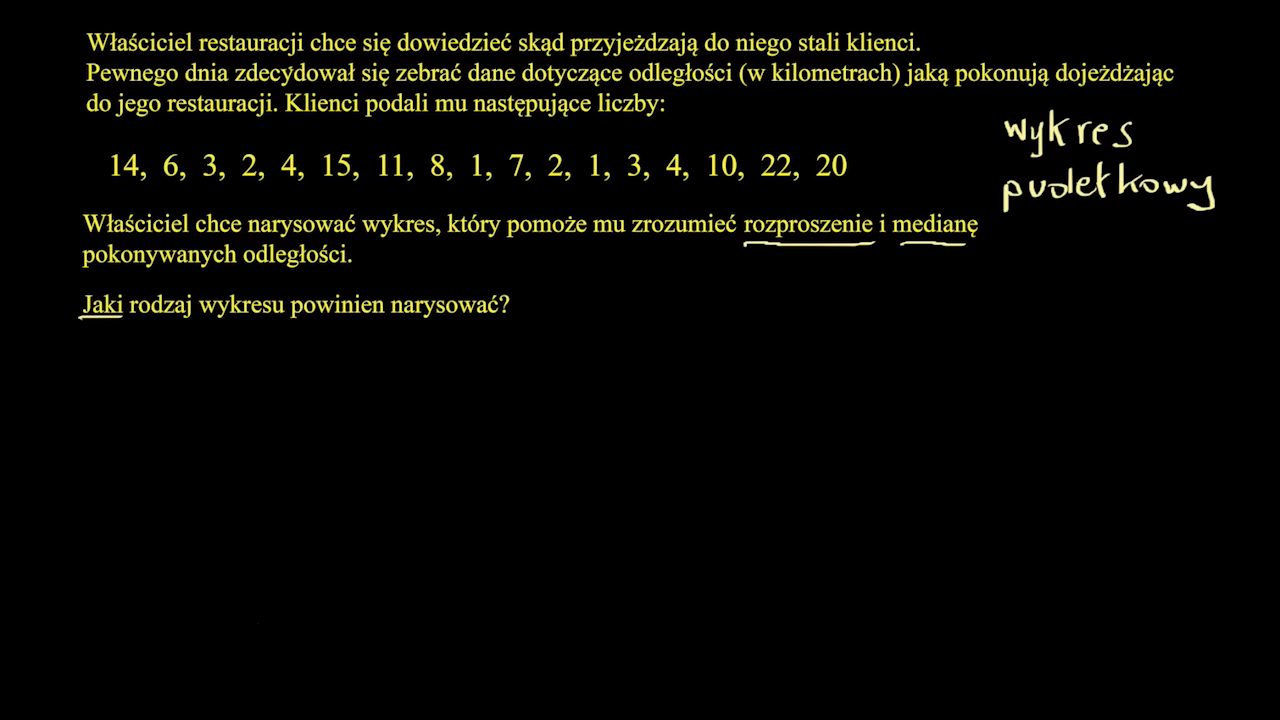 Właściciel restauracji chce się dowiedzieć skąd przyjeżdzają do niego stali klienci.
Pewnego dnia zdecydował się zebrać dane dotyczące odległości (w kilometrach) jaką pokonują dojeżdżając
do jego restauracji. Klienci podali mu następujące liczby:
14, 6, 3, 2, 4, 15, 11, 8, 1, 7, 2, 1, 3, 4, 10, 22, 20
wykres
pudełkowy
Właściciel chce narysować wykres, który pomoże mu zrozumieć rozproszenie i medianę
pokonywanych odległości.
Jaki rodzaj wykresu powinien narysować?